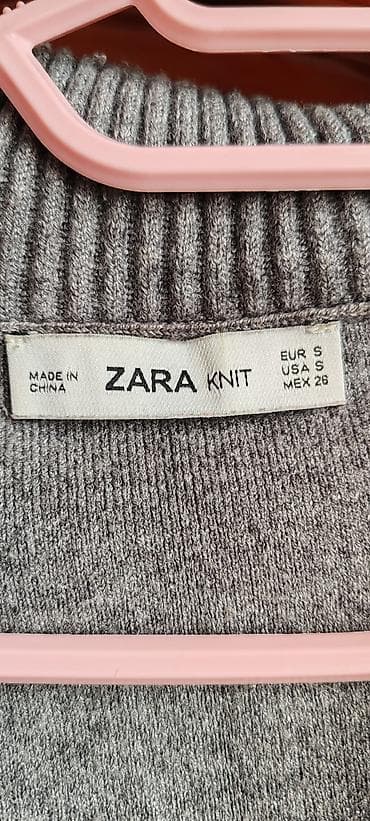 MADE IN
CHINA
ZARA KNIT
EUR S
USA S
MEX 26